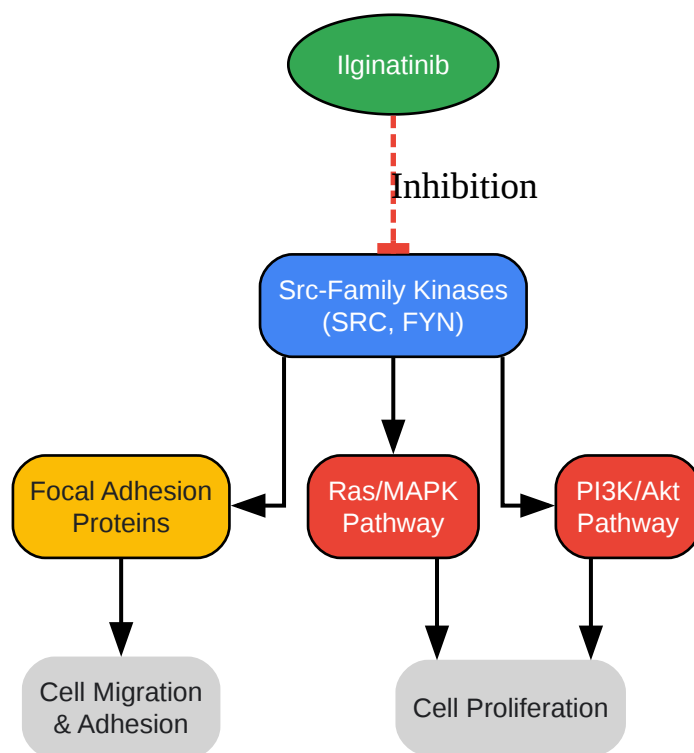 Ilginatinib
Inhibition
Src-Family Kinases
(SRC, FYN)
Focal Adhesion
Proteins
Ras/MAPK
Pathway
PI3K/Akt
Pathway
Cell Migration
& Adhesion
Cell Proliferation